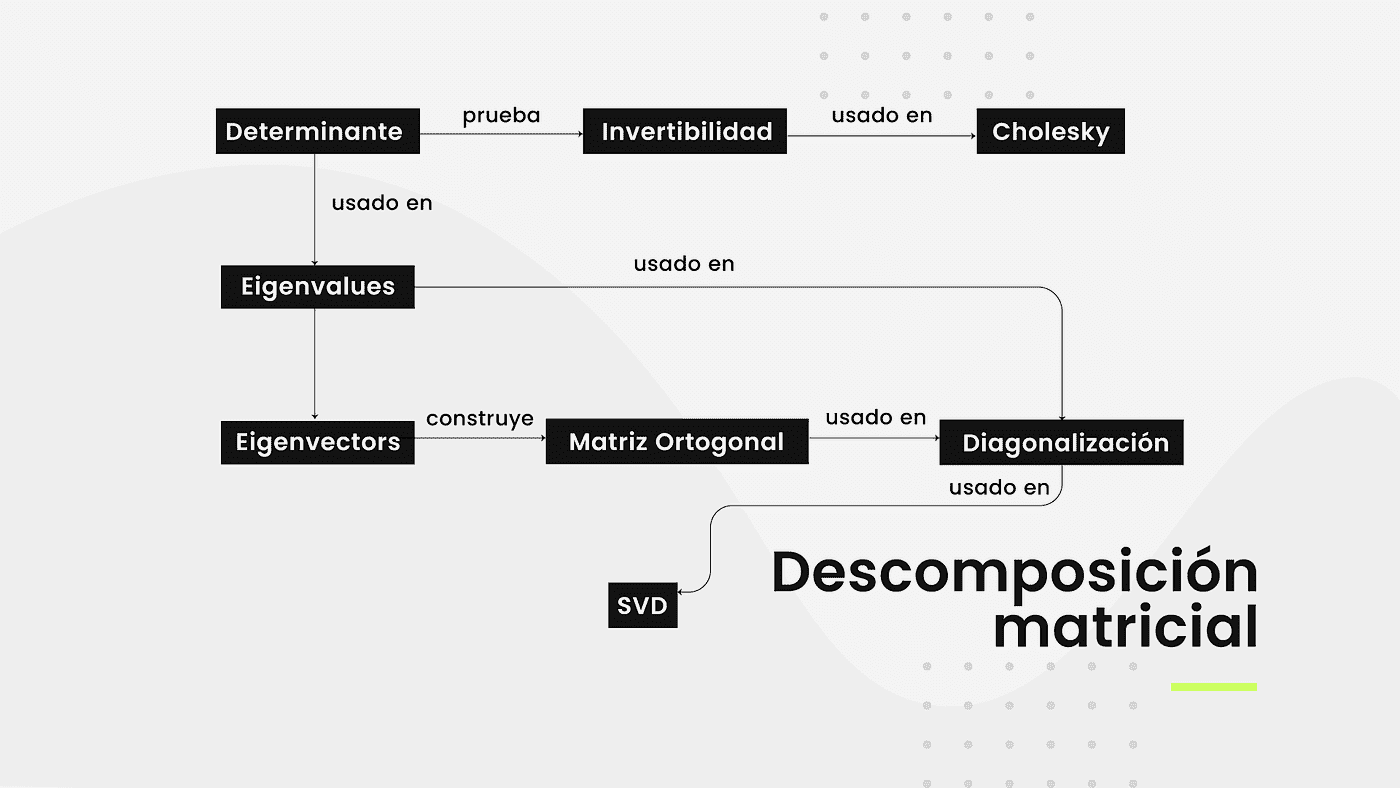 Determinante
prueba
Invertibilidad
usado en
Cholesky
usado en
Eigenvalues
usado en
Eigenvectors
construye
Matriz Ortogonal
usado en
Diagonalización
usado en
SVD
Descomposición
matricial